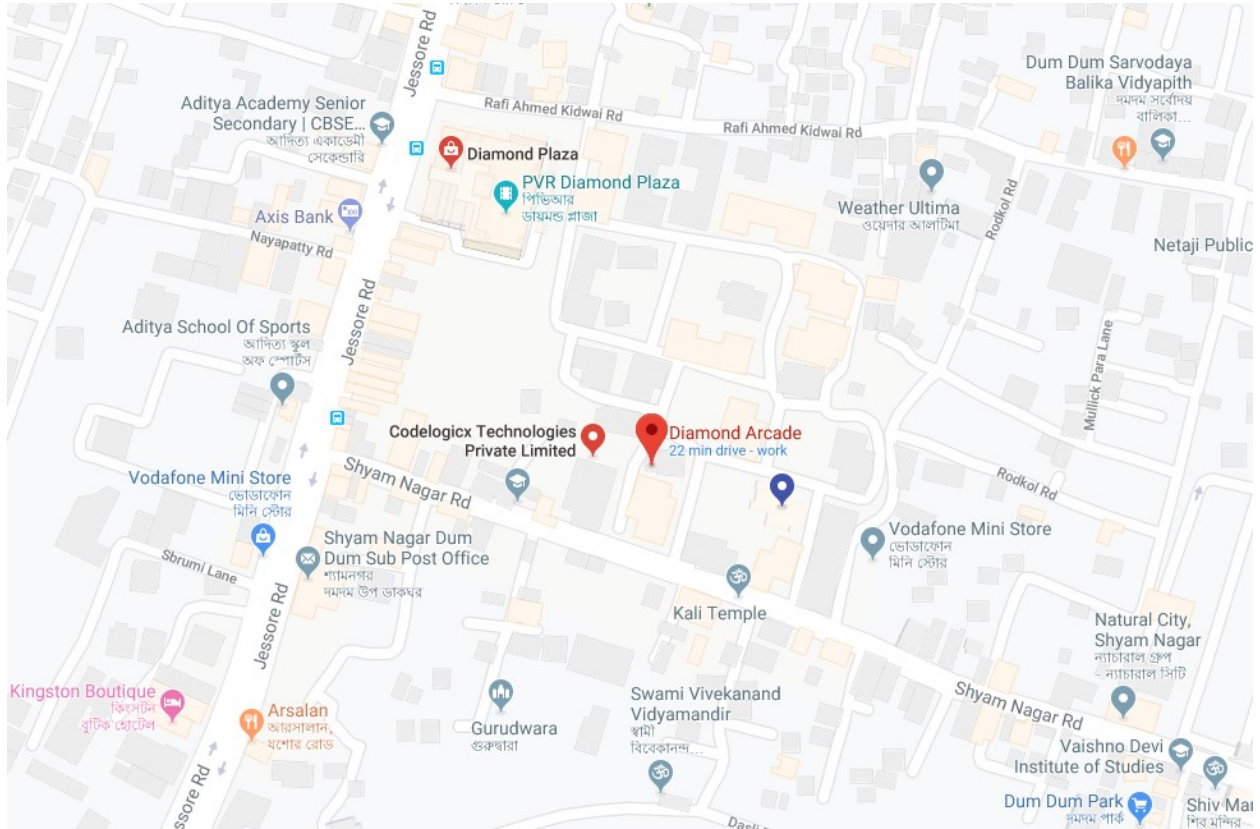 Jessore Rd
Rafi Ahmed Kidwai Rd
Rafi Ahmed Kidwai Rd
Dum Dum Sarvodaya
Balika Vidyapith
দমদম সর্বোদয়
বালিকা...
Aditya Academy Senior
Secondary | CBSE...
আদিত্য একাডেমী
সেকেন্ডারি
Diamond Plaza
PVR Diamond Plaza
পিভিআর
ডায়মন্ড প্লাজা
Weather Ultima
ওয়েদার আলটিমা
Rodkol Rd
Axis Bank
Nayapatty Rd
Netaji Public
Jessore Rd
Aditya School Of Sports
আদিত্য স্কুল
অফ স্পোর্টস
Mullick Para Lane
Codelogicx Technologies
Private Limited
Diamond Arcade
22 min drive - work
Shyam Nagar Rd
Rodkol Rd
Vodafone Mini Store
ভোডাফোন
মিনি স্টোর
Shyam Nagar Dum
Dum Sub Post Office
শ্যামনগর
দমদম উপ ডাকঘর
Vodafone Mini Store
ভোডাফোন
মিনি স্টোর
Sbrumi Lane
Jessore Rd
Kali Temple
Natural City,
Shyam Nagar
ন্যাচারাল গ্রুপ
- ন্যাচারাল সিটি
Kingston Boutique
কিংসটন
বুটিক হোটেল
Arsalan
আরসালান,
যশোর রোড
Gurudwara
গুরুদ্বারা
Swami Vivekanand
Vidyamandir
স্বামী
বিবেকানন্দ...
Shyam Nagar Rd
Vaishno Devi
Institute of Studies
ssore Rd
Dum Dum Park
দমদম পার্ক
Shiv Mar
শিব মন্দির